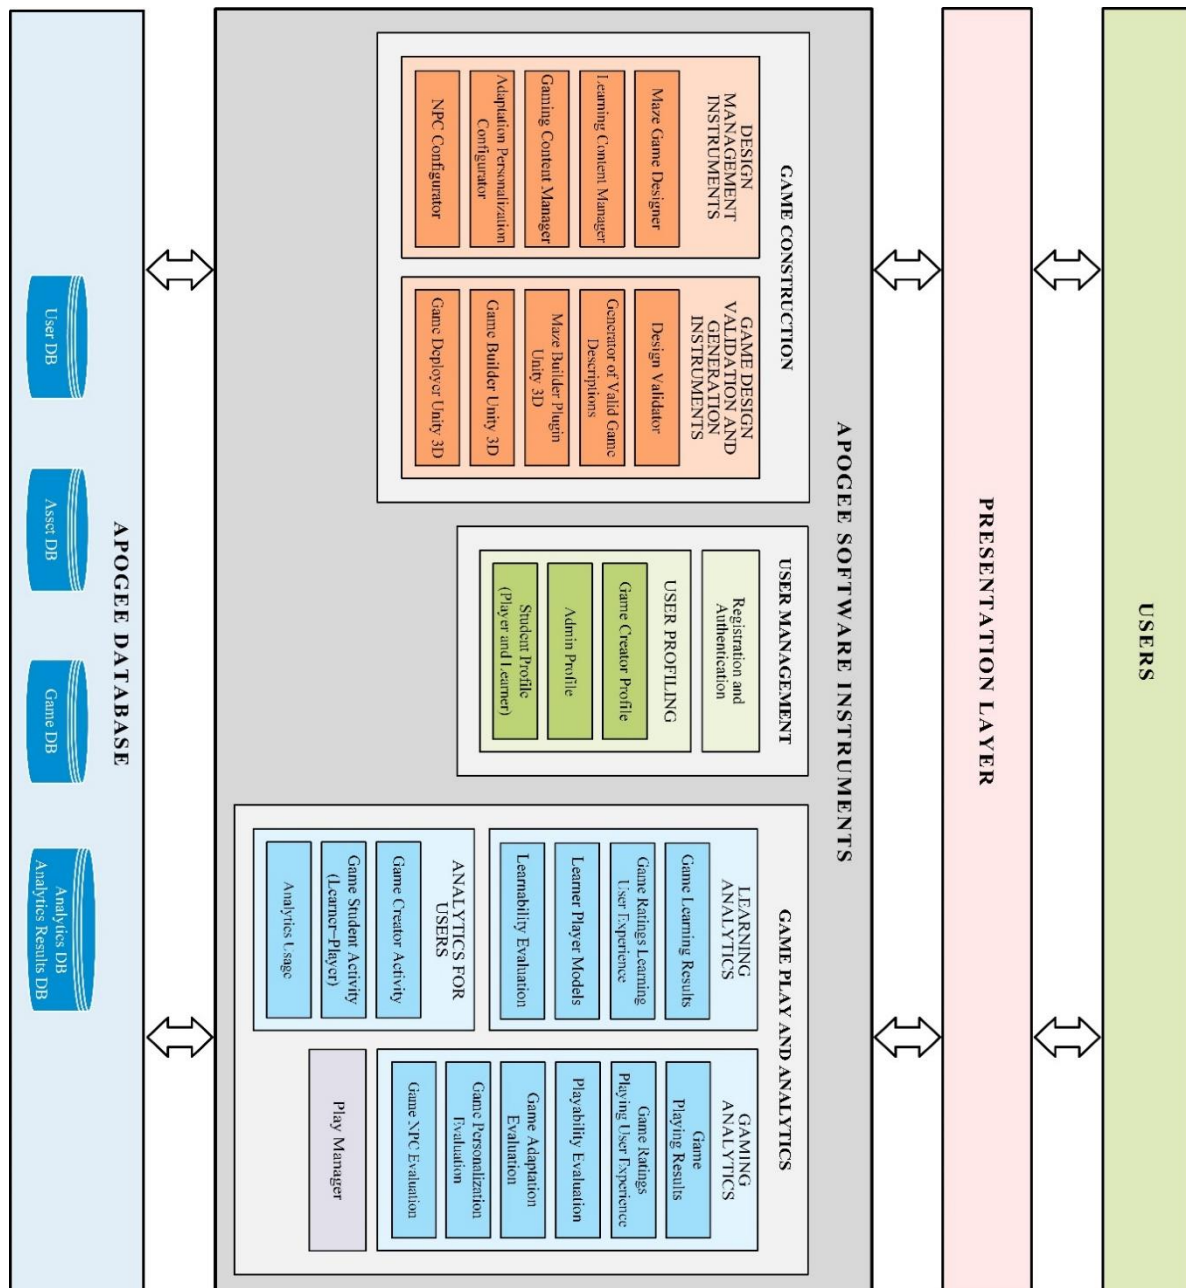 USERS
PRESENTATION LAYER
APOGEE SOFTWARE INSTRUMENTS
GAME CONSTRUCTION
DESIGN
MANAGEMENT
INSTRUMENTS
Maze Game Designer
Learning Content Manager
Gaming Content Manager
Adaptation Personalization
Configurator
NPC Configurator
GAME DESIGN
VALIDATION AND
GENERATION
INSTRUMENTS
Design Validator
Generator of Valid Game
Descriptions
Maze Builder Plugin
Unity 3D
Game Builder Unity 3D
Game Deployer Unity 3D
USER MANAGEMENT
Registration and
Authentication
USER PROFILING
Game Creator Profile
Admin Profile
Student Profile
(Player and Learner)
GAME PLAY AND ANALYTICS
LEARNING
ANALYTICS
Game Learning Results
Game Ratings Learning
User Experience
Learner Player Models
Learnability Evaluation
ANALYTICS FOR
USERS
Game Creator Activity
Game Student Activity
(Learner–Player)
Analytics Usage
GAMING
ANALYTICS
Game
Playing Results
Game Ratings
Playing User Experience
Playability Evaluation
Game Adaptation
Evaluation
Game Personalization
Evaluation
Game NPC Evaluation
Play Manager
APOGEE DATABASE
User DB
Asset DB
Game DB
Analytics DB
Analytics Results DB